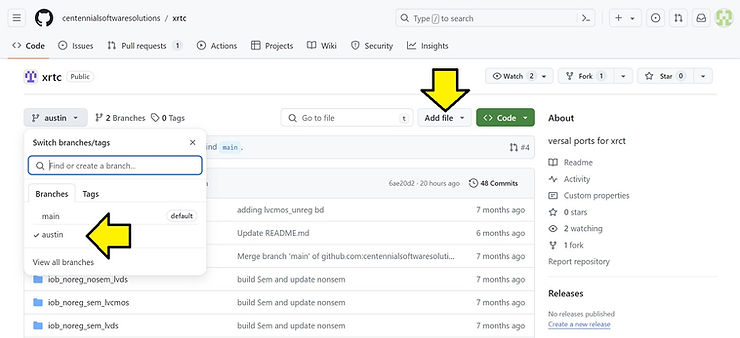 centennialsoftwaresolutions / xrtc
Type / to search
Code Issues Pull requests 1 Actions Projects Wiki Security Insights
xrtc Public
Watch 2 Fork 1 Star 0
austin 2 Branches 0 Tags
Go to file t Add file Code
About
versal ports for xrct
Switch branches/tags
ind main . #4
Find or create a branch...
Readme
6ae20d2 · 20 hours ago 48 Commits
Activity
Branches Tags
Custom properties
main default
adding lvcmos_unreg bd 7 months ago
0 stars
austin
Update README.md 6 months ago
2 watching
1 fork
Merge branch 'main' of github.com:centennialsoftwaresoluti... 7 months ago
View all branches
Report repository
iob_noreg_nosem_lvds build Sem and update nonsem 7 months ago
Releases
iob_noreg_sem_lvcmos build Sem and update nonsem 7 months ago
No releases published
iob_noreg_sem_lvds build Sem and update nonsem 7 months ago
Create a new release